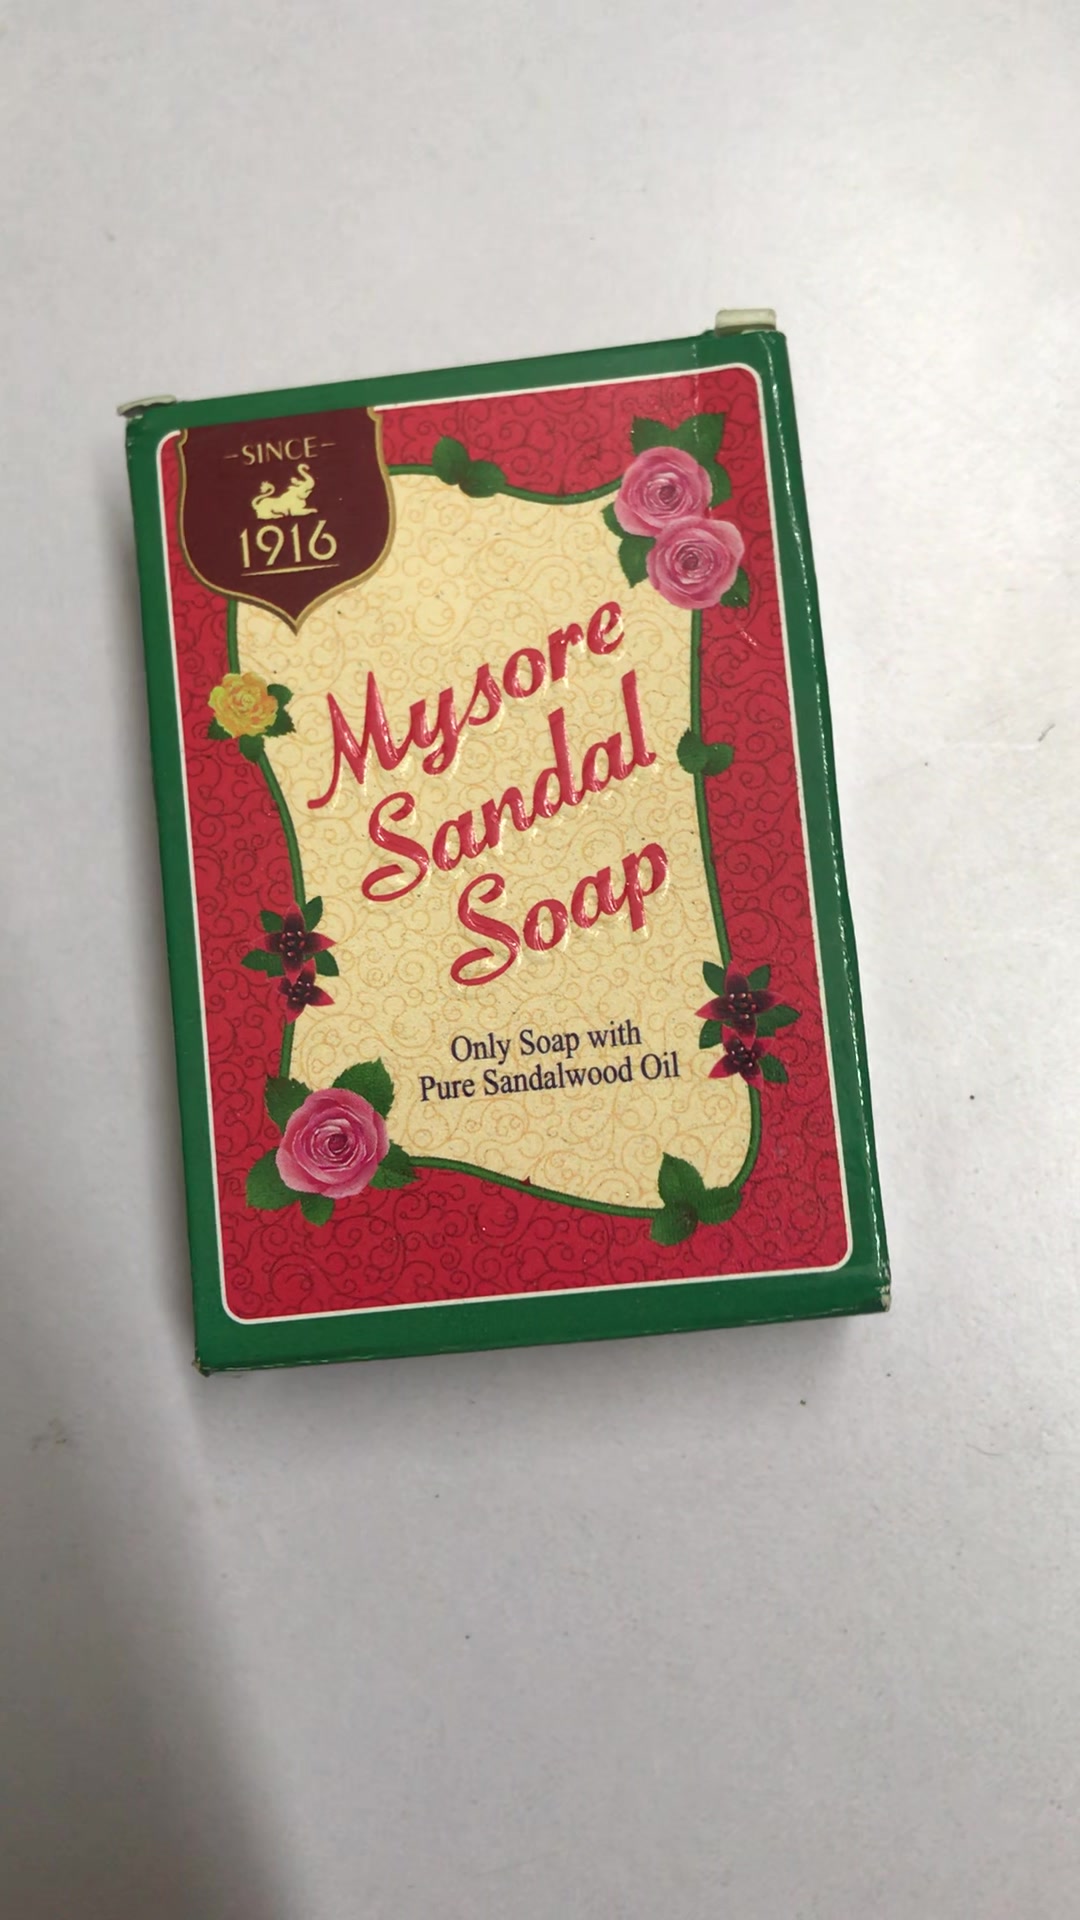 -SINCE-
1916
Mysore
Sandal
Soap
Only Soap with
Pure Sandalwood Oil